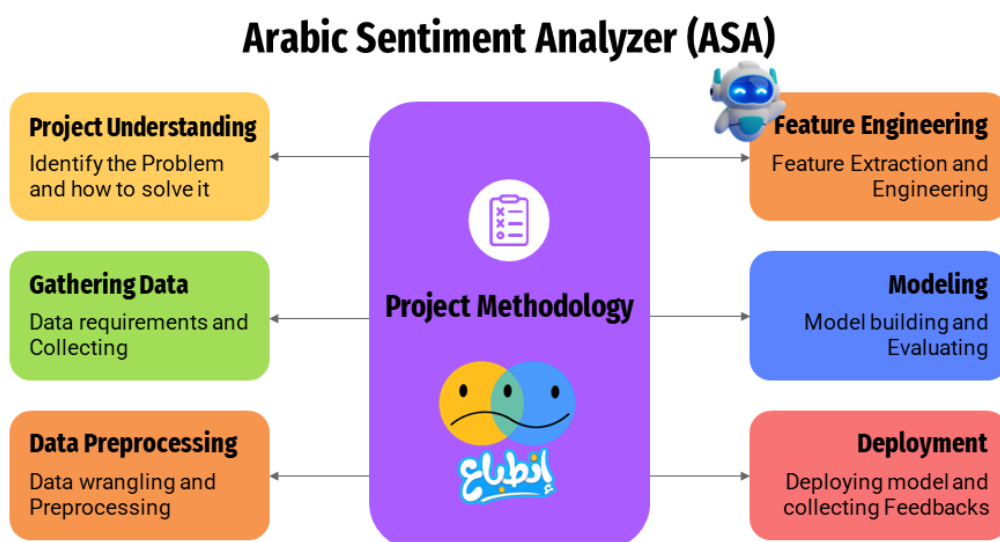 Arabic Sentiment Analyzer (ASA)
Project Understanding
Identify the Problem
and how to solve it
Gathering Data
Data requirements and
Collecting
Data Preprocessing
Data wrangling and
Preprocessing
Project Methodology
إنطباع
Feature Engineering
Feature Extraction and
Engineering
Modeling
Model building and
Evaluating
Deployment
Deploying model and
collecting Feedbacks